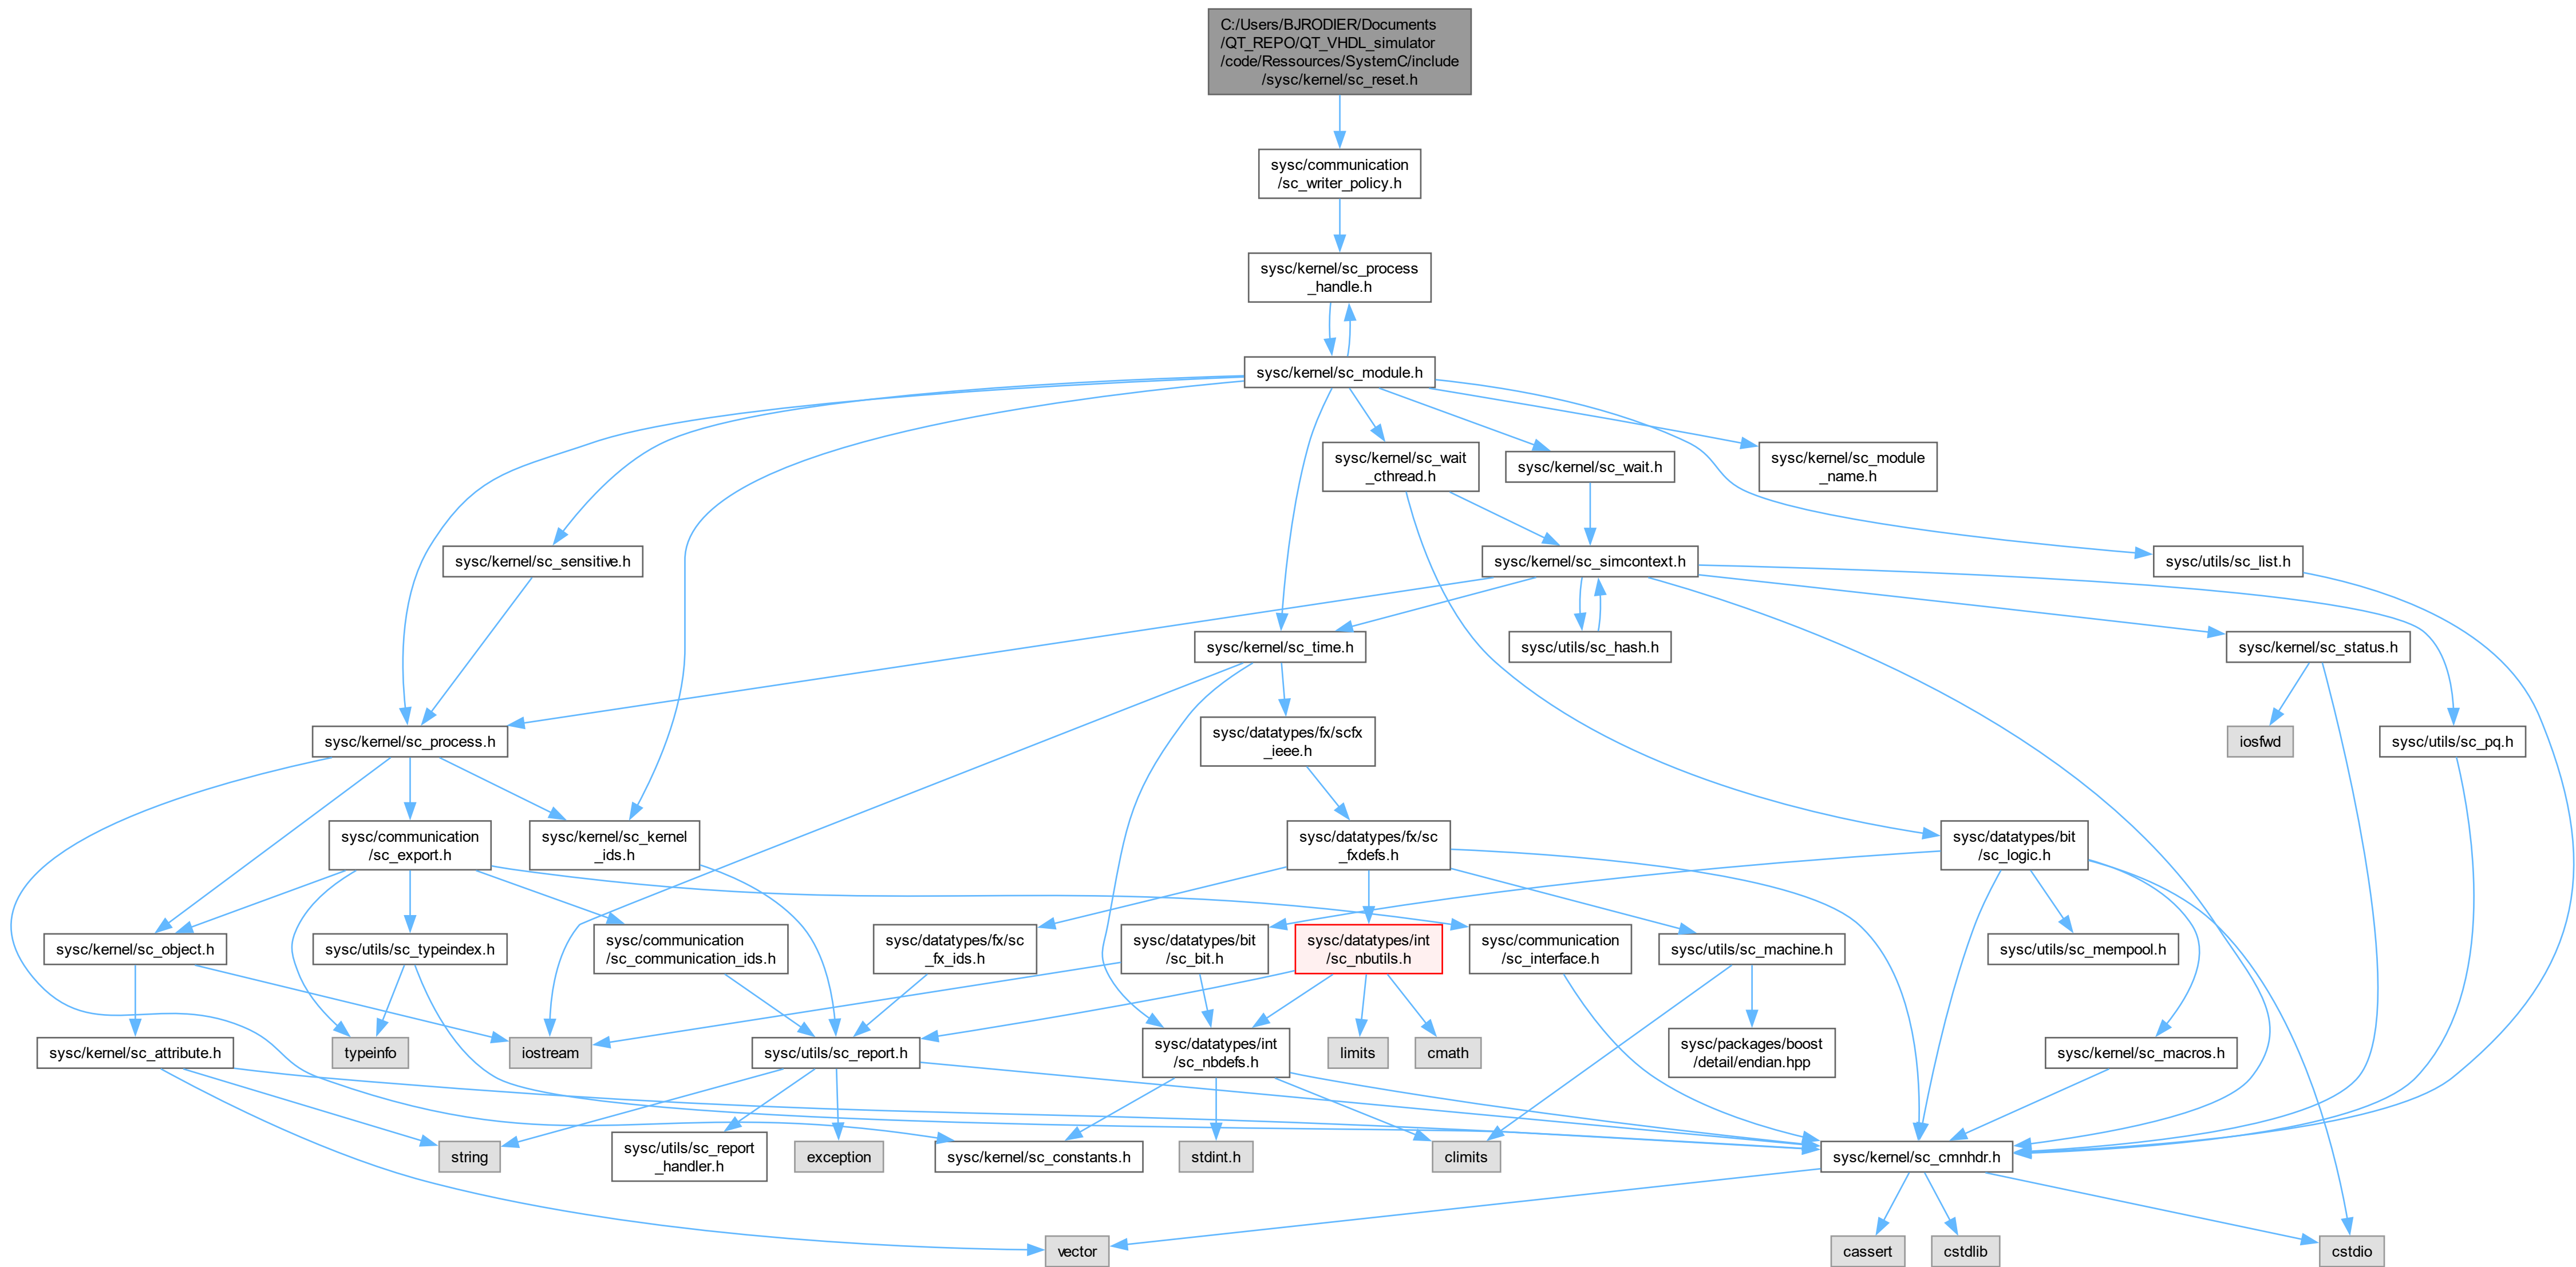 C:/Users/BJRODIER/Documents
/QT_REPO/QT_VHDL_simulator
/code/Ressources/SystemC/include
/sysc/kernel/sc_reset.h
sysc/communication
/sc_writer_policy.h
sysc/kernel/sc_process
_handle.h
sysc/kernel/sc_module.h
sysc/kernel/sc_wait
_cthread.h
sysc/kernel/sc_wait.h
sysc/kernel/sc_module
_name.h
sysc/kernel/sc_sensitive.h
sysc/kernel/sc_simcontext.h
sysc/utils/sc_list.h
sysc/kernel/sc_time.h
sysc/utils/sc_hash.h
sysc/kernel/sc_status.h
sysc/kernel/sc_process.h
sysc/datatypes/fx/scfx
_ieee.h
iosfwd
sysc/utils/sc_pq.h
sysc/communication
/sc_export.h
sysc/kernel/sc_kernel
_ids.h
sysc/datatypes/fx/sc
_fxdefs.h
sysc/datatypes/bit
/sc_logic.h
sysc/kernel/sc_object.h
sysc/utils/sc_typeindex.h
sysc/communication
/sc_communication_ids.h
sysc/datatypes/fx/sc
_fx_ids.h
sysc/datatypes/bit
/sc_bit.h
sysc/datatypes/int
/sc_nbutils.h
sysc/communication
/sc_interface.h
sysc/utils/sc_machine.h
sysc/utils/sc_mempool.h
sysc/kernel/sc_attribute.h
typeinfo
iostream
sysc/utils/sc_report.h
sysc/datatypes/int
/sc_nbdefs.h
limits
cmath
sysc/packages/boost
/detail/endian.hpp
sysc/kernel/sc_macros.h
string
sysc/utils/sc_report
_handler.h
exception
sysc/kernel/sc_constants.h
stdint.h
climits
sysc/kernel/sc_cmnhdr.h
vector
cassert
cstdlib
cstdio